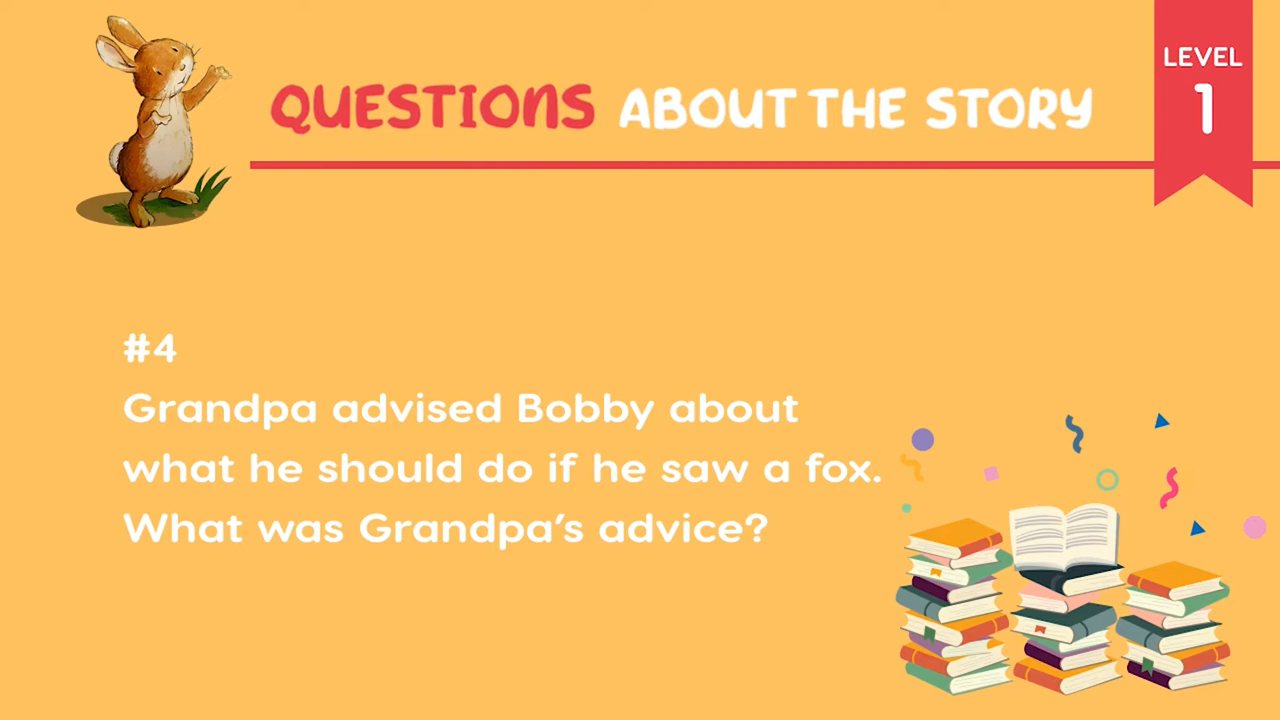 QUESTIONS ABOUT THE STORY
LEVEL
1
#4
Grandpa advised Bobby about
what he should do if he saw a fox.
What was Grandpa's advice?